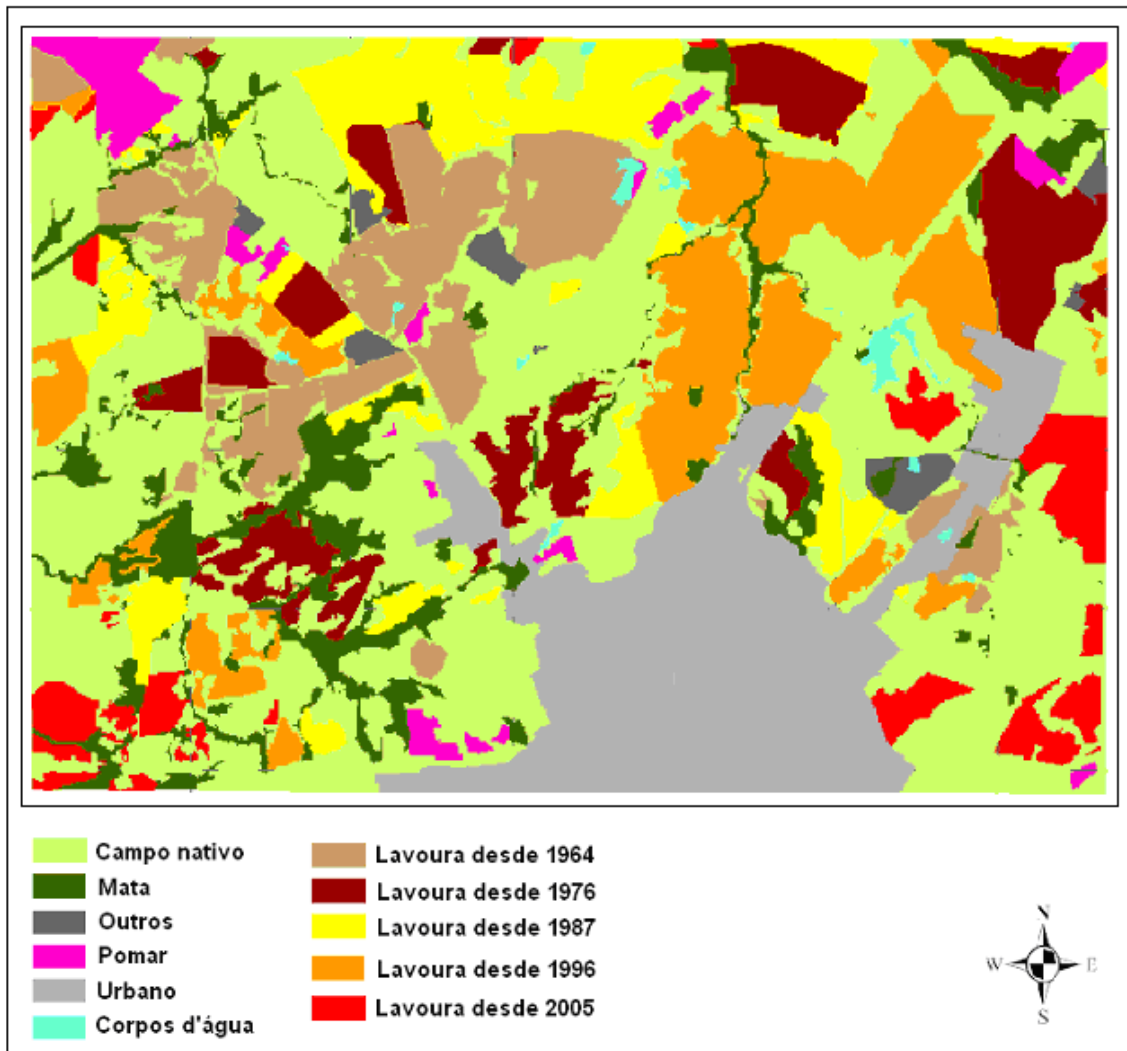 Campo nativo
Mata
Outros
Pomar
Urbano
Corpos d'água
Lavoura desde 1964
Lavoura desde 1976
Lavoura desde 1987
Lavoura desde 1996
Lavoura desde 2005
N
W E
S